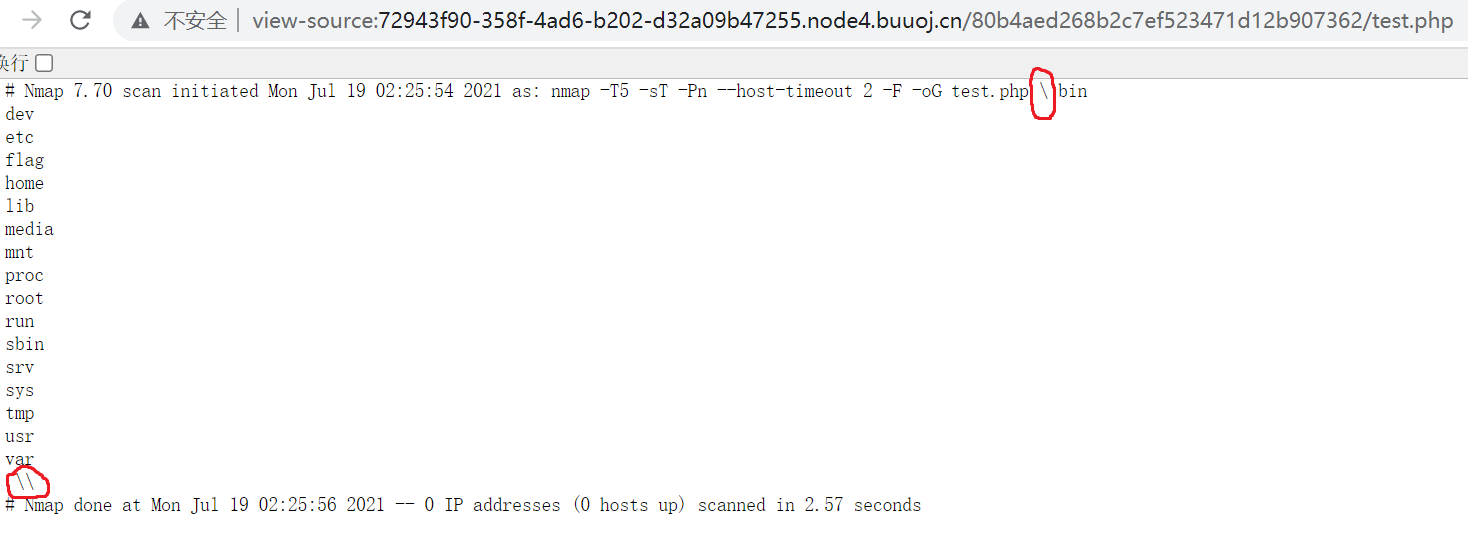 不安全 view-source:72943f90-358f-4ad6-b202-d32a09b47255.node4.buuoj.cn/80b4aed268b2c7ef523471d12b907362/test.php
换行
# Nmap 7.70 scan initiated Mon Jul 19 02:25:54 2021 as: nmap -T5 -sT -Pn --host-timeout 2 -F -oG test.php \ bin
dev
etc
flag
home
lib
media
mnt
proc
root
run
sbin
srv
sys
tmp
usr
var
\\
# Nmap done at Mon Jul 19 02:25:56 2021 -- 0 IP addresses (0 hosts up) scanned in 2.57 seconds